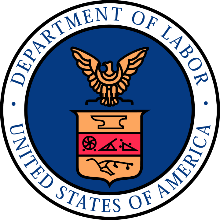 DEPARTMENT OF LABOR
UNITED STATES OF AMERICA